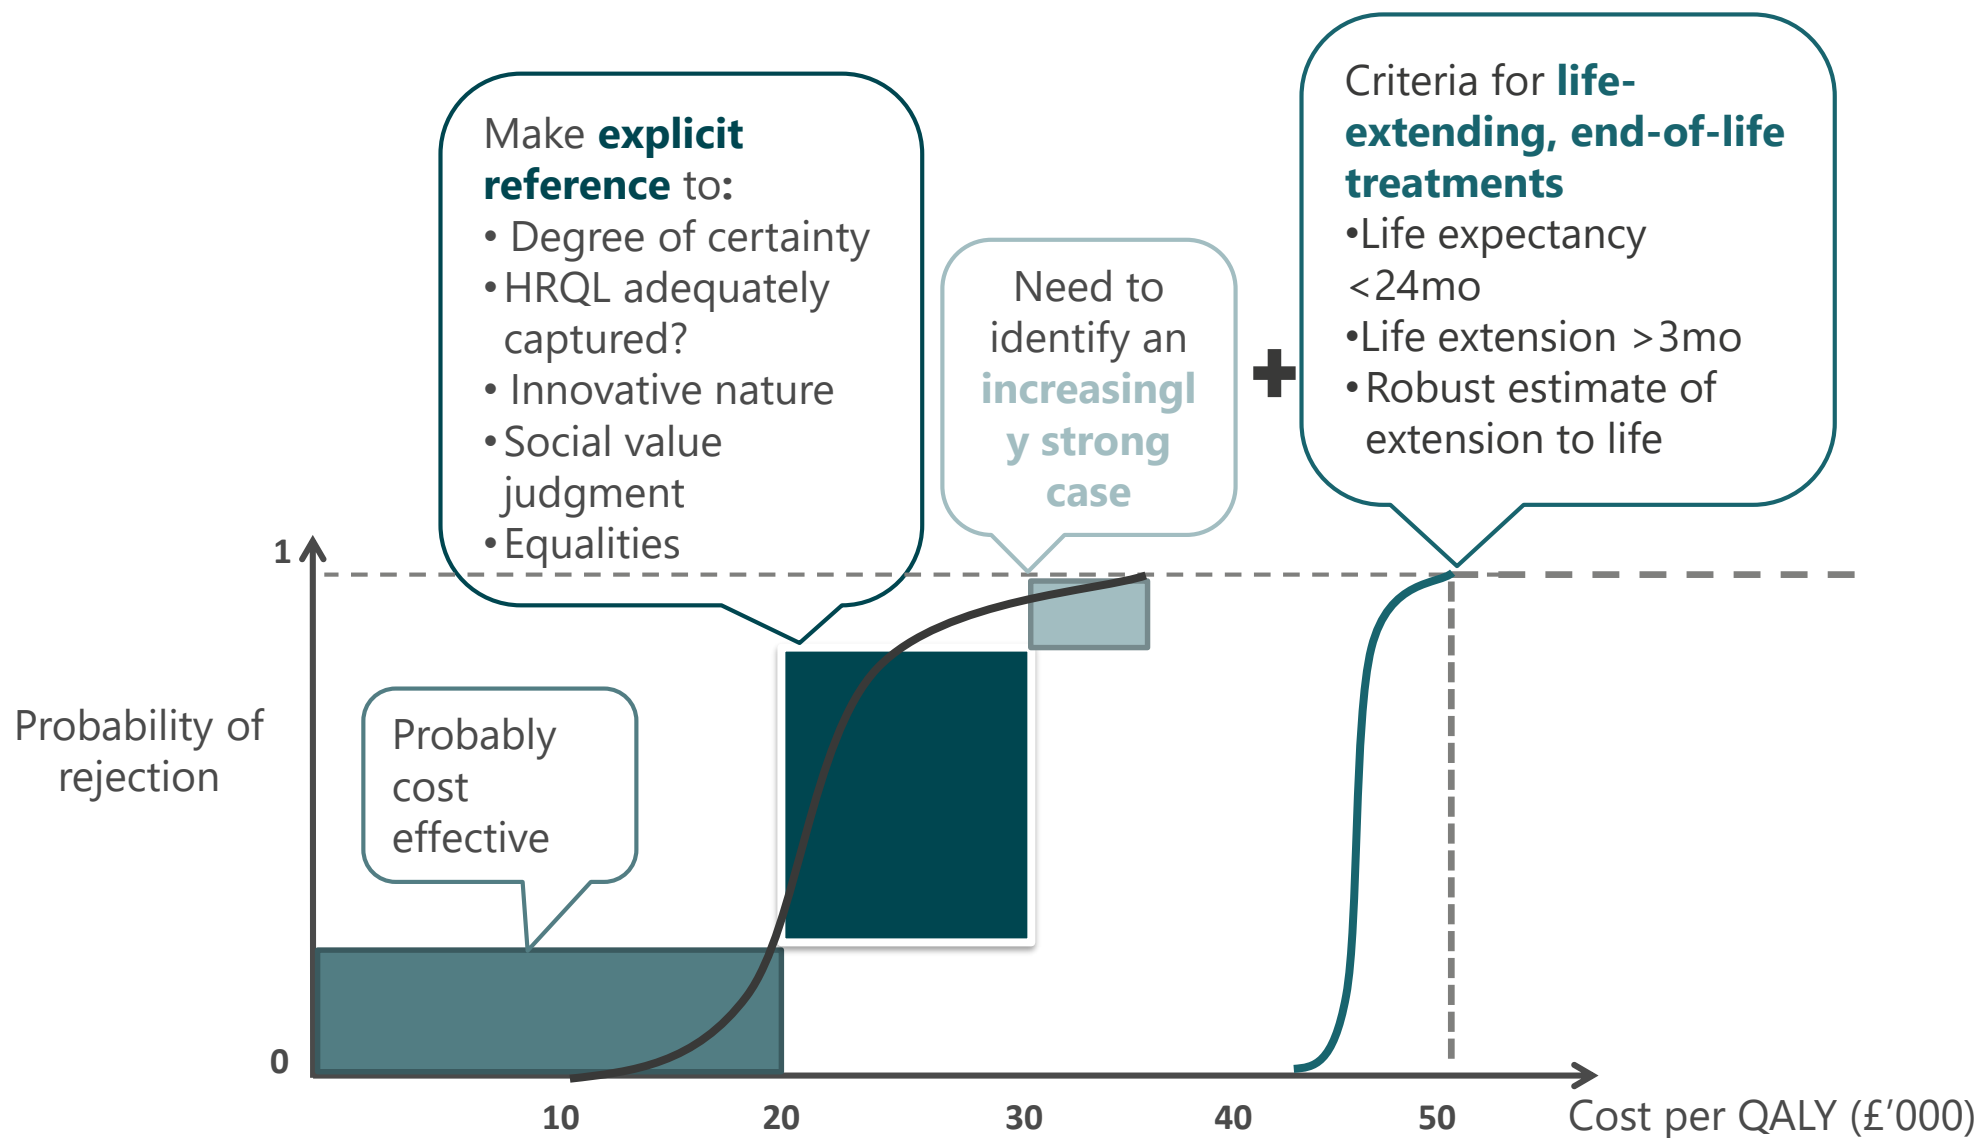 Make explicit
reference to:
• Degree of certainty
• HRQL adequately
captured?
• Innovative nature
• Social value
judgment
• Equalities
Need to
identify an
increasingl
y strong
case
Criteria for life-
extending, end-of-life
treatments
•Life expectancy
<24mo
•Life extension >3mo
• Robust estimate of
extension to life
1
Probability of
rejection
Probably
cost
effective
0
10 20 30 40 50
Cost per QALY (£’000)